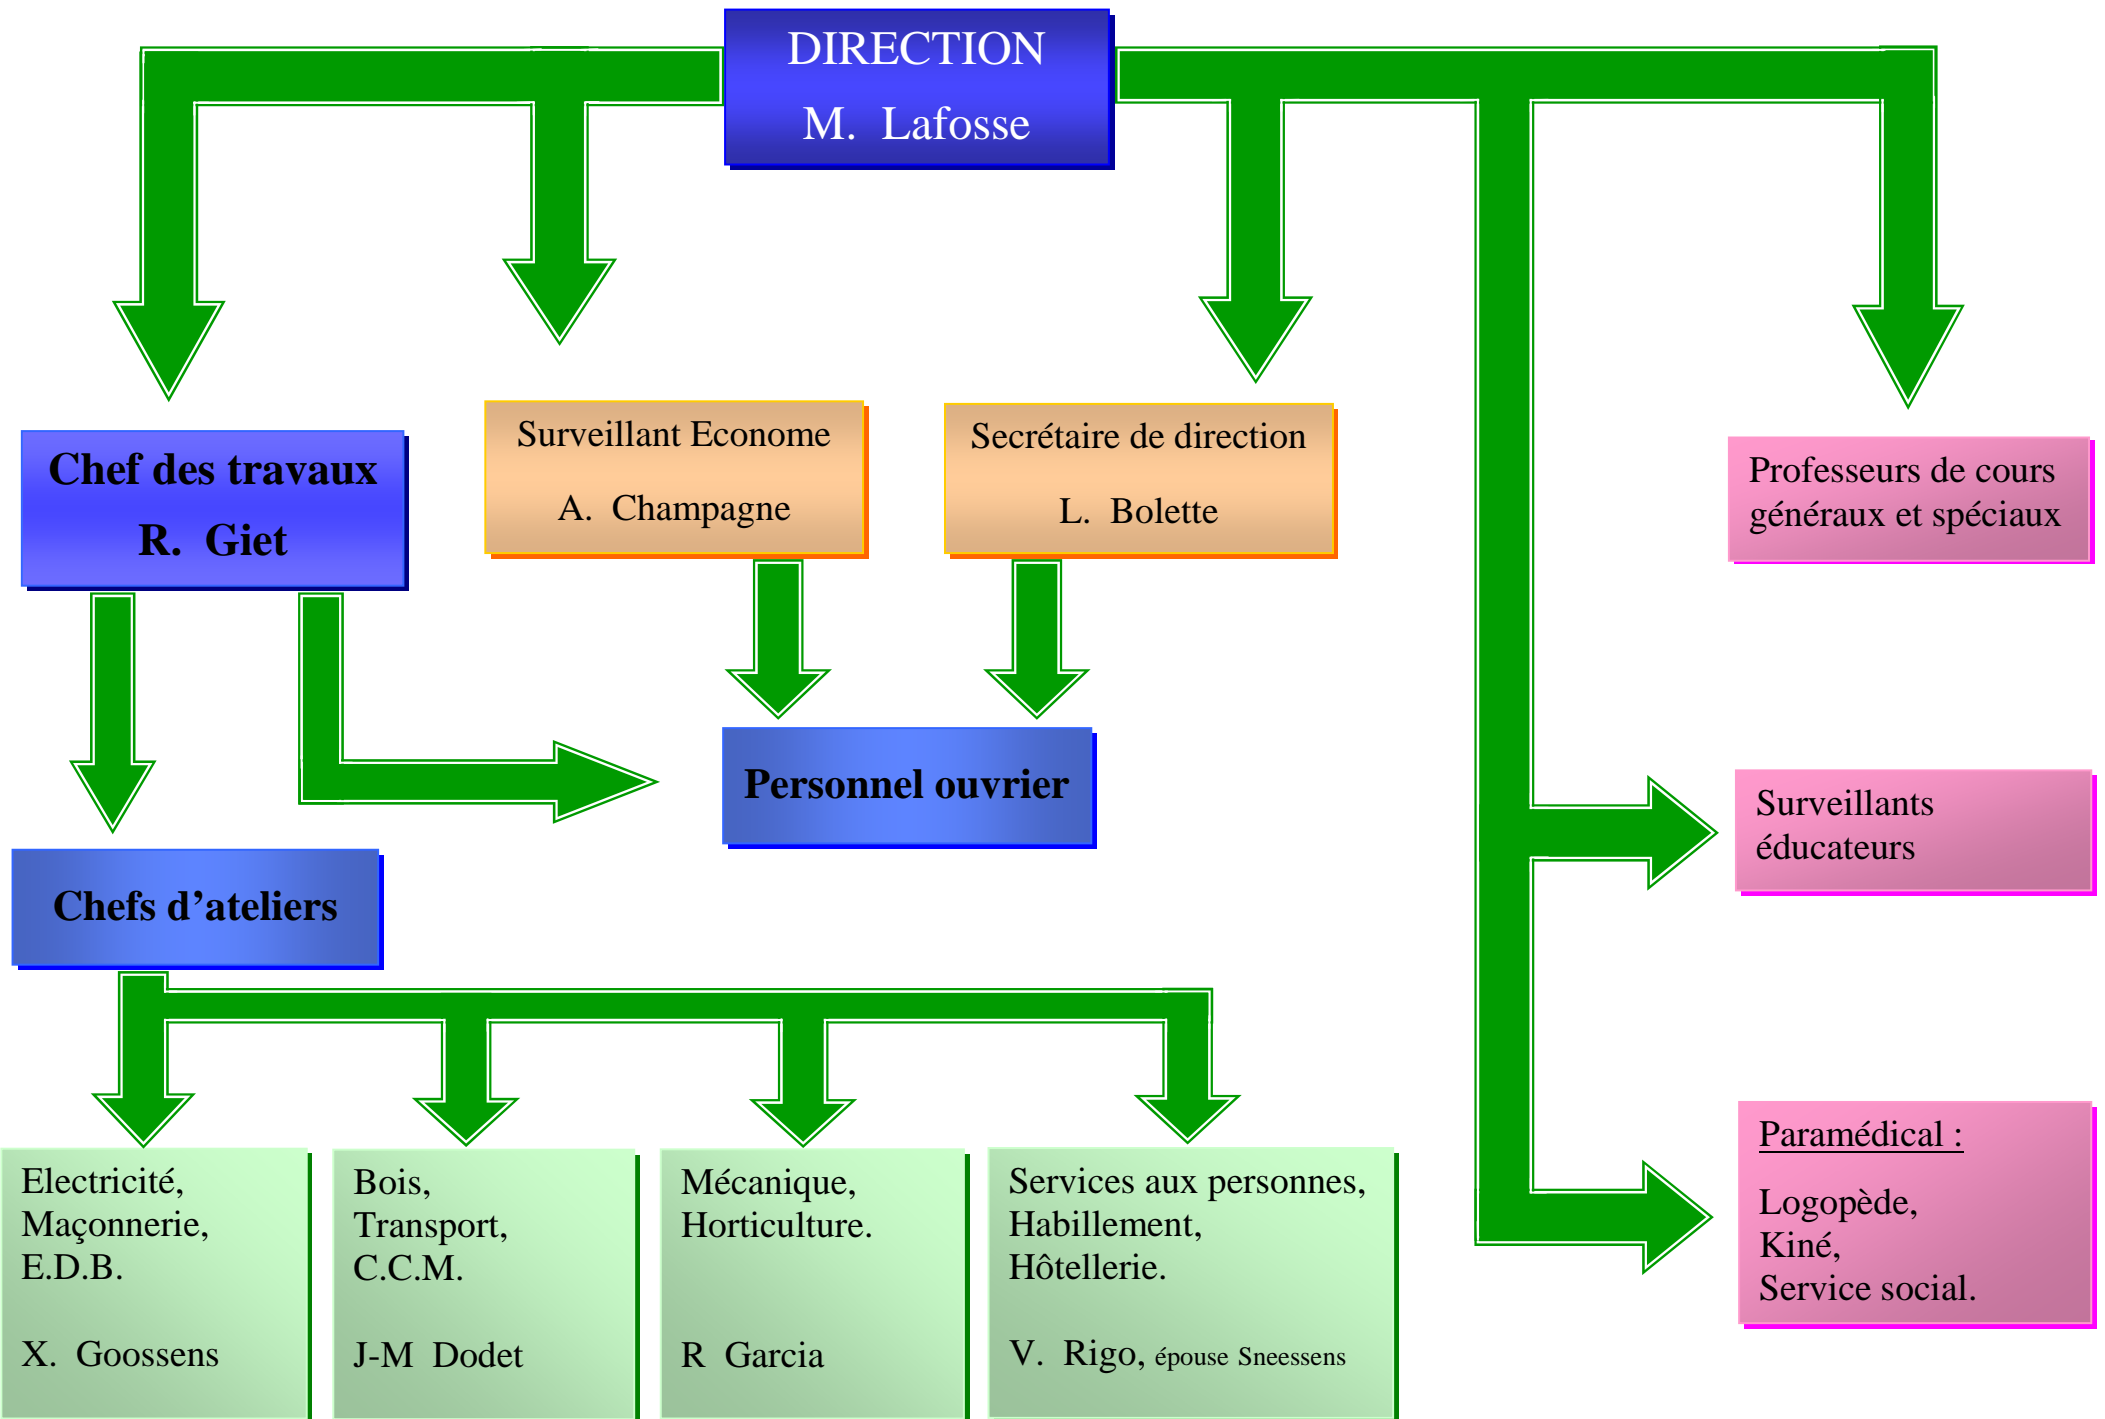 DIRECTION
M. Lafosse
Chef des travaux
R. Giet
Surveillant Econome
A. Champagne
Secrétaire de direction
L. Bolette
Professeurs de cours
généraux et spéciaux
Personnel ouvrier
Surveillants
éducateurs
Chefs d’ateliers
Electricité,
Maçonnerie,
E.D.B.
X. Goossens
Bois,
Transport,
C.C.M.
J-M Dodet
Mécanique,
Horticulture.
R Garcia
Services aux personnes,
Habillement,
Hôtellerie.
V. Rigo, épouse Sneessens
Paramédical :
Logopède,
Kiné,
Service social.